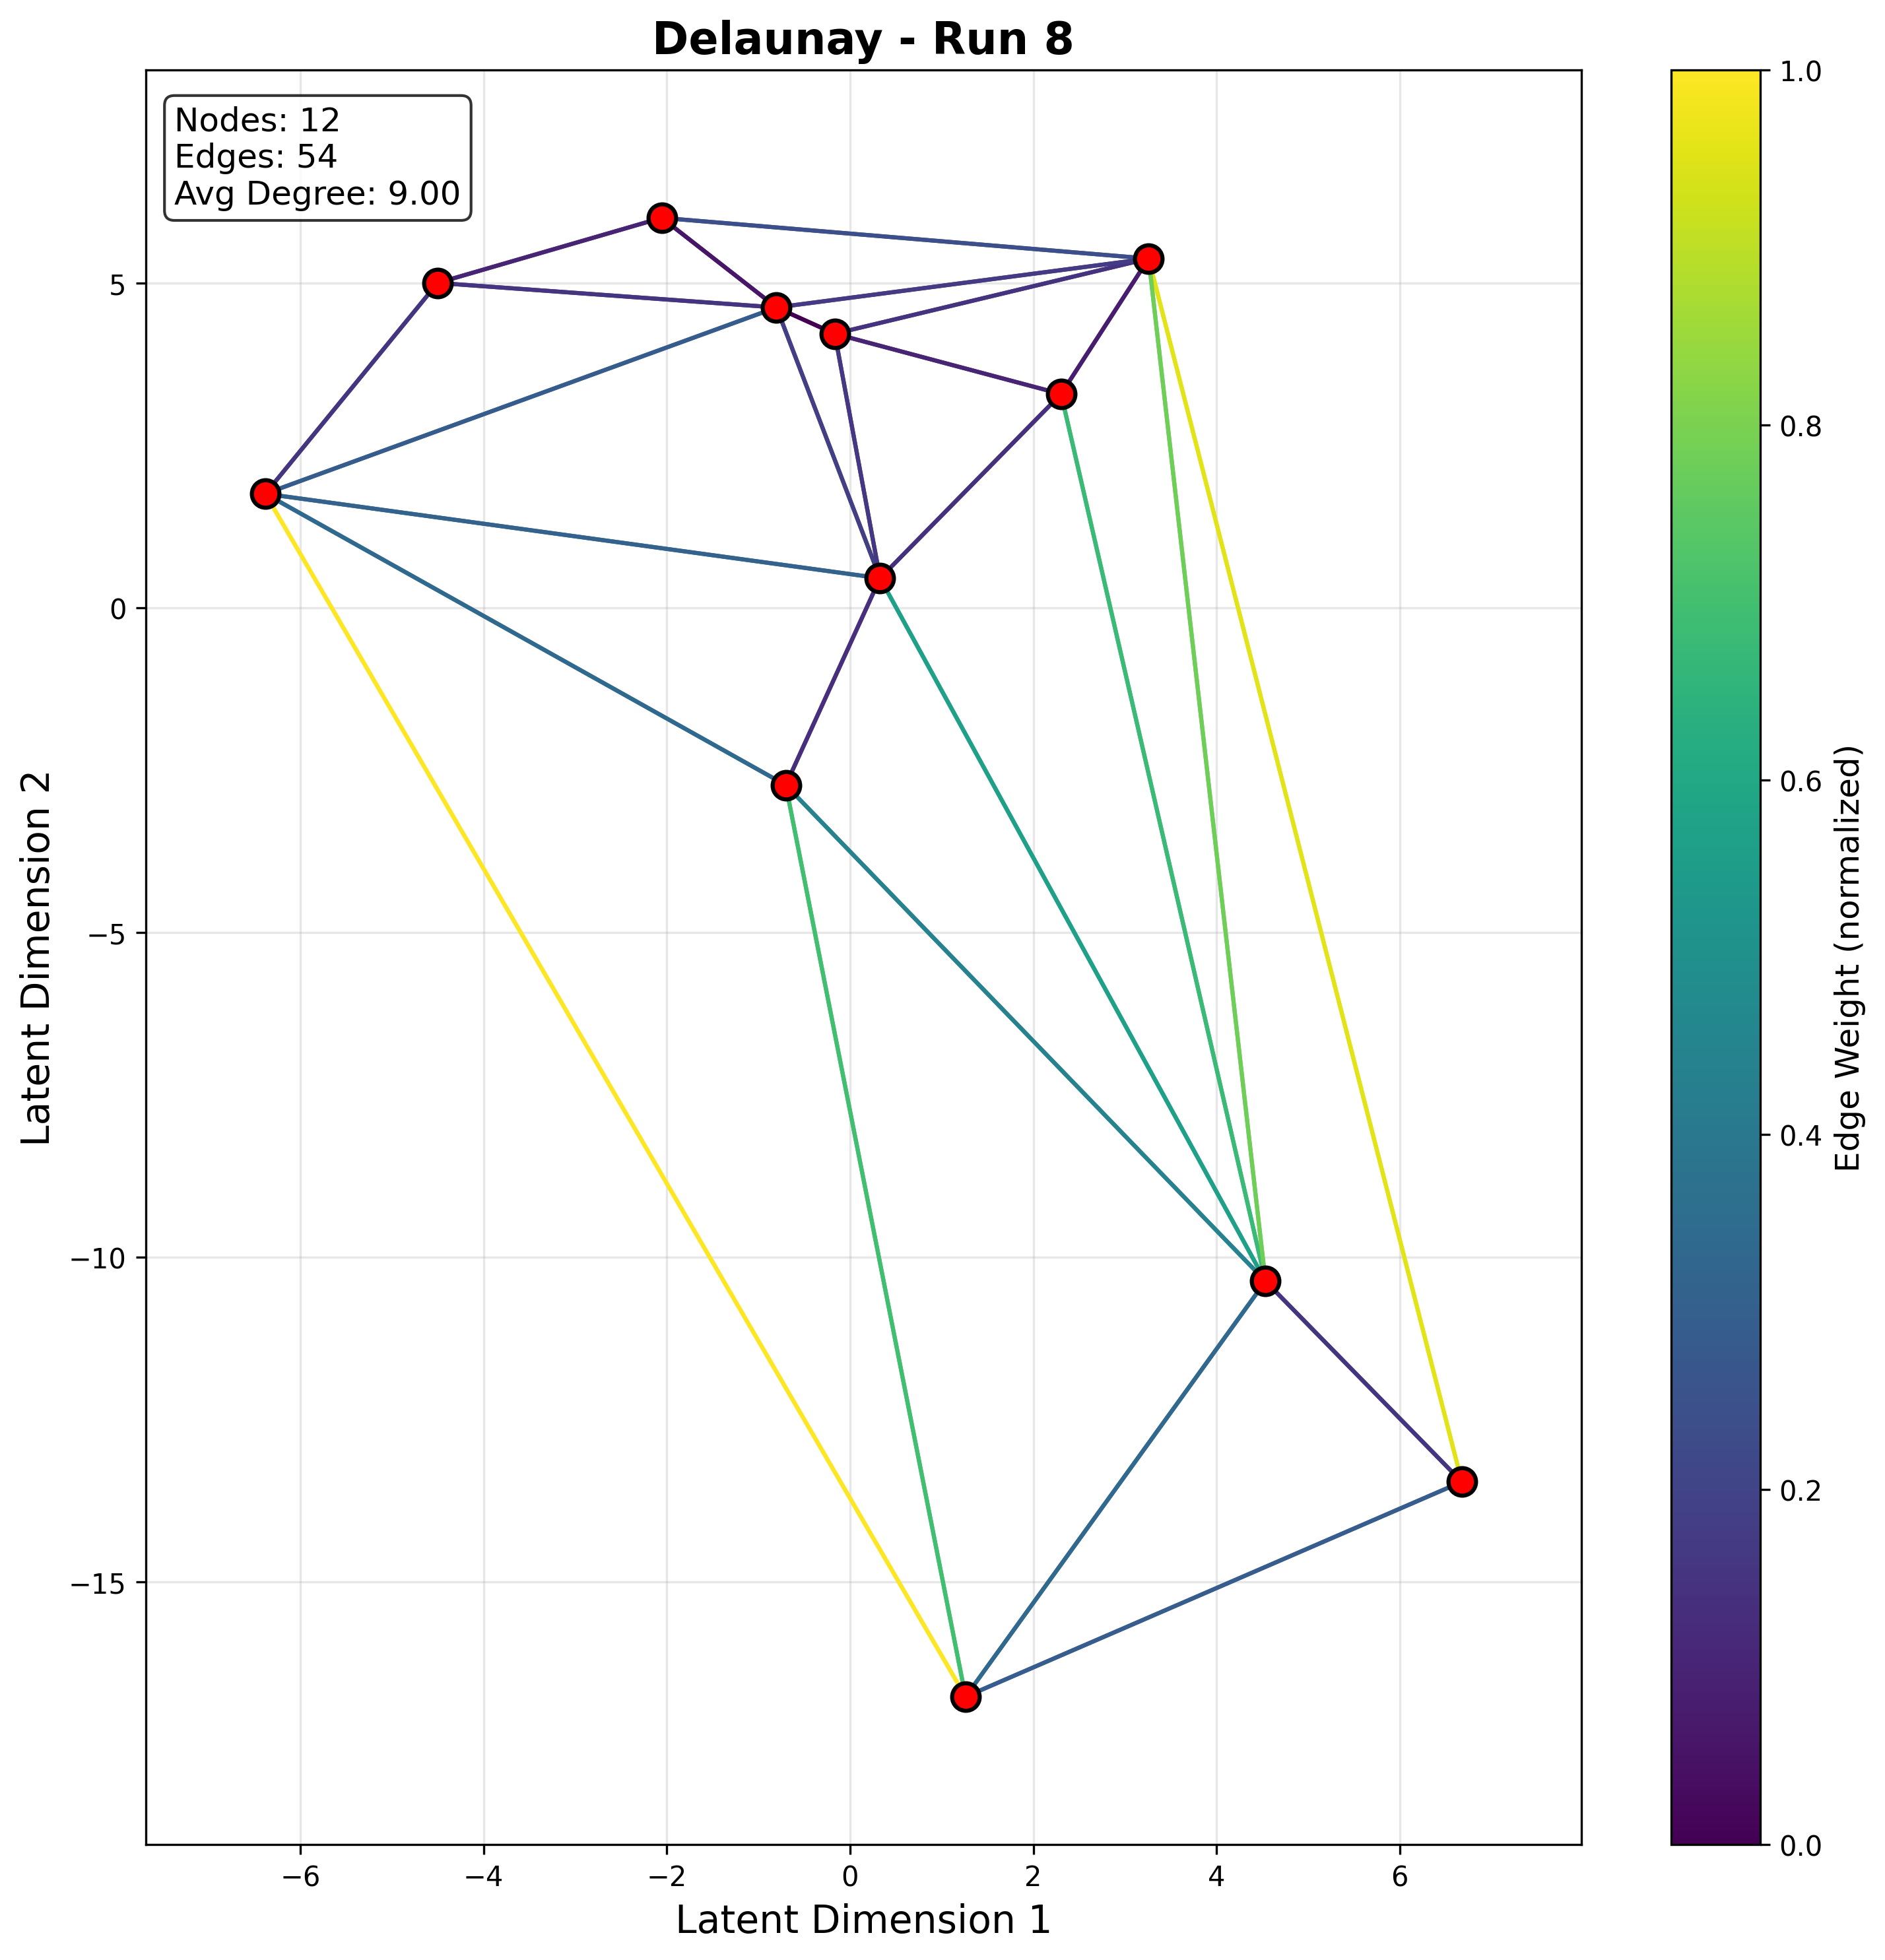 Delaunay - Run 8
Nodes: 12
Edges: 54
Avg Degree: 9.00
5
0
−5
−10
−15
Latent Dimension 2
−6
−4
−2
0
2
4
6
Latent Dimension 1
1.0
0.8
0.6
0.4
0.2
0.0
Edge Weight (normalized)